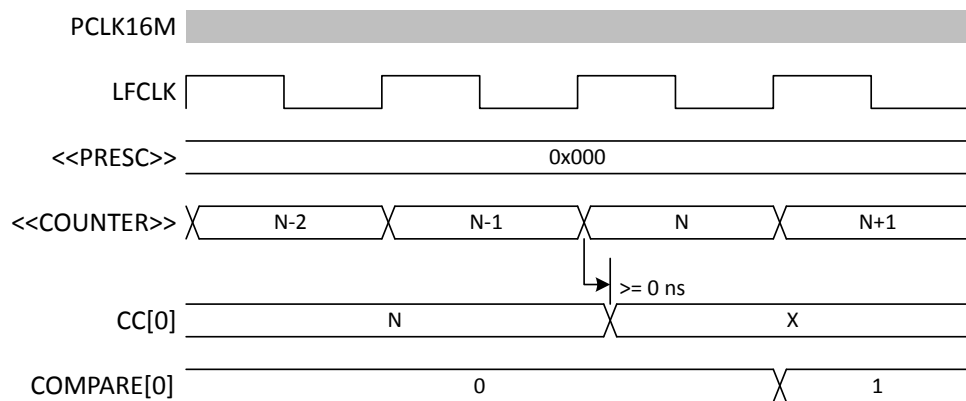 PCLK16M
LFCLK
<<PRESC>> 0x000
<<COUNTER>> N-2 N-1 N N+1
>= 0 ns
CC[0] N X
COMPARE[0] 0 1